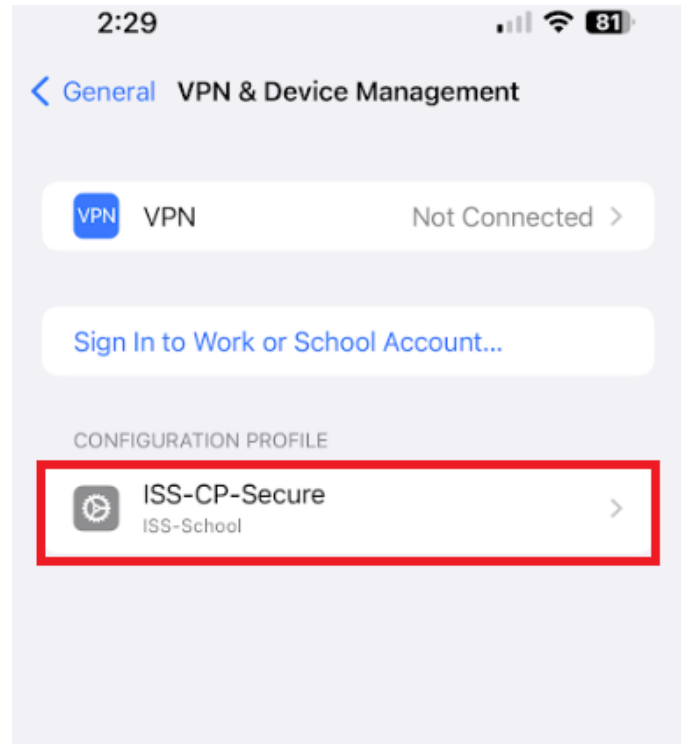 2:29 81
General VPN & Device Management
VPN VPN Not Connected
Sign In to Work or School Account...
CONFIGURATION PROFILE
ISS-CP-Secure
ISS-School